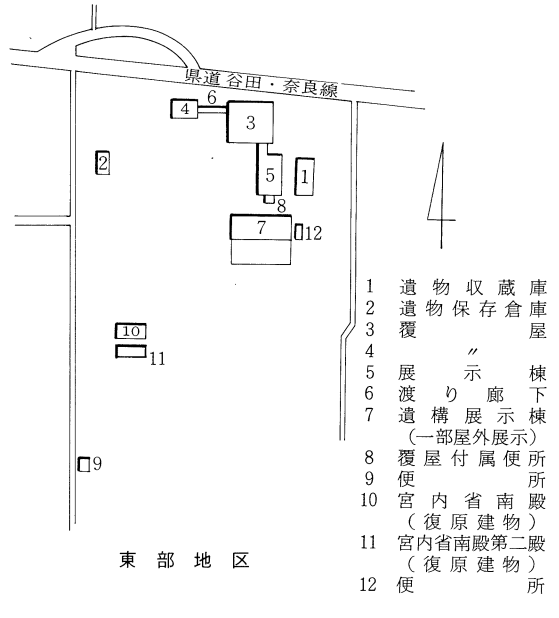 県道谷田・奈良線
6
4
3
2
5
1
8
7
12
10
11
9
1 遺物収蔵庫
2 遺物保存倉庫
3 覆屋
4 〃
5 展示棟
6 渡り廊下
7 遺構展示棟
(一部屋外展示)
8 覆屋付属便所
9 便所
10 宮内省南殿
(復原建物)
11 宮内省南殿第二殿
(復原建物)
12 便所
東部地区